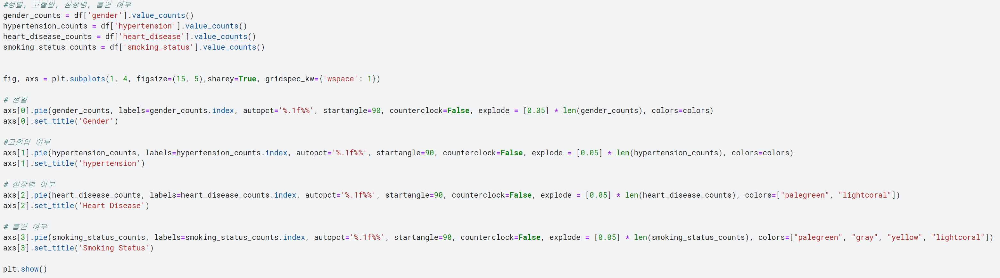 #성별, 고혈압, 심장병, 흡연 여부
gender_counts = df['gender'].value_counts()
hypertension_counts = df['hypertension'].value_counts()
heart_disease_counts = df['heart_disease'].value_counts()
smoking_status_counts = df['smoking_status'].value_counts()
fig, axs = plt.subplots(1, 4, figsize=(15, 5),sharey=True, gridspec_kw={'wspace': 1})
# 성별
axs[0].pie(gender_counts, labels=gender_counts.index, autopct='%.1f%%', startangle=90, counterclock=False, explode = [0.05] * len(gender_counts), colors=colors)
axs[0].set_title('Gender')
#고혈압 여부
axs[1].pie(hypertension_counts, labels=hypertension_counts.index, autopct='%.1f%%', startangle=90, counterclock=False, explode = [0.05] * len(hypertension_counts), colors=colors)
axs[1].set_title('hypertension')
# 심장병 여부
axs[2].pie(heart_disease_counts, labels=heart_disease_counts.index, autopct='%.1f%%', startangle=90, counterclock=False, explode = [0.05] * len(heart_disease_counts), colors=["palegreen", "lightcoral"])
axs[2].set_title('Heart Disease')
# 흡연 여부
axs[3].pie(smoking_status_counts, labels=smoking_status_counts.index, autopct='%.1f%%', startangle=90, counterclock=False, explode = [0.05] * len(smoking_status_counts), colors=["palegreen", "gray", "yellow", "lightcoral"])
axs[3].set_title('Smoking Status')
plt.show()